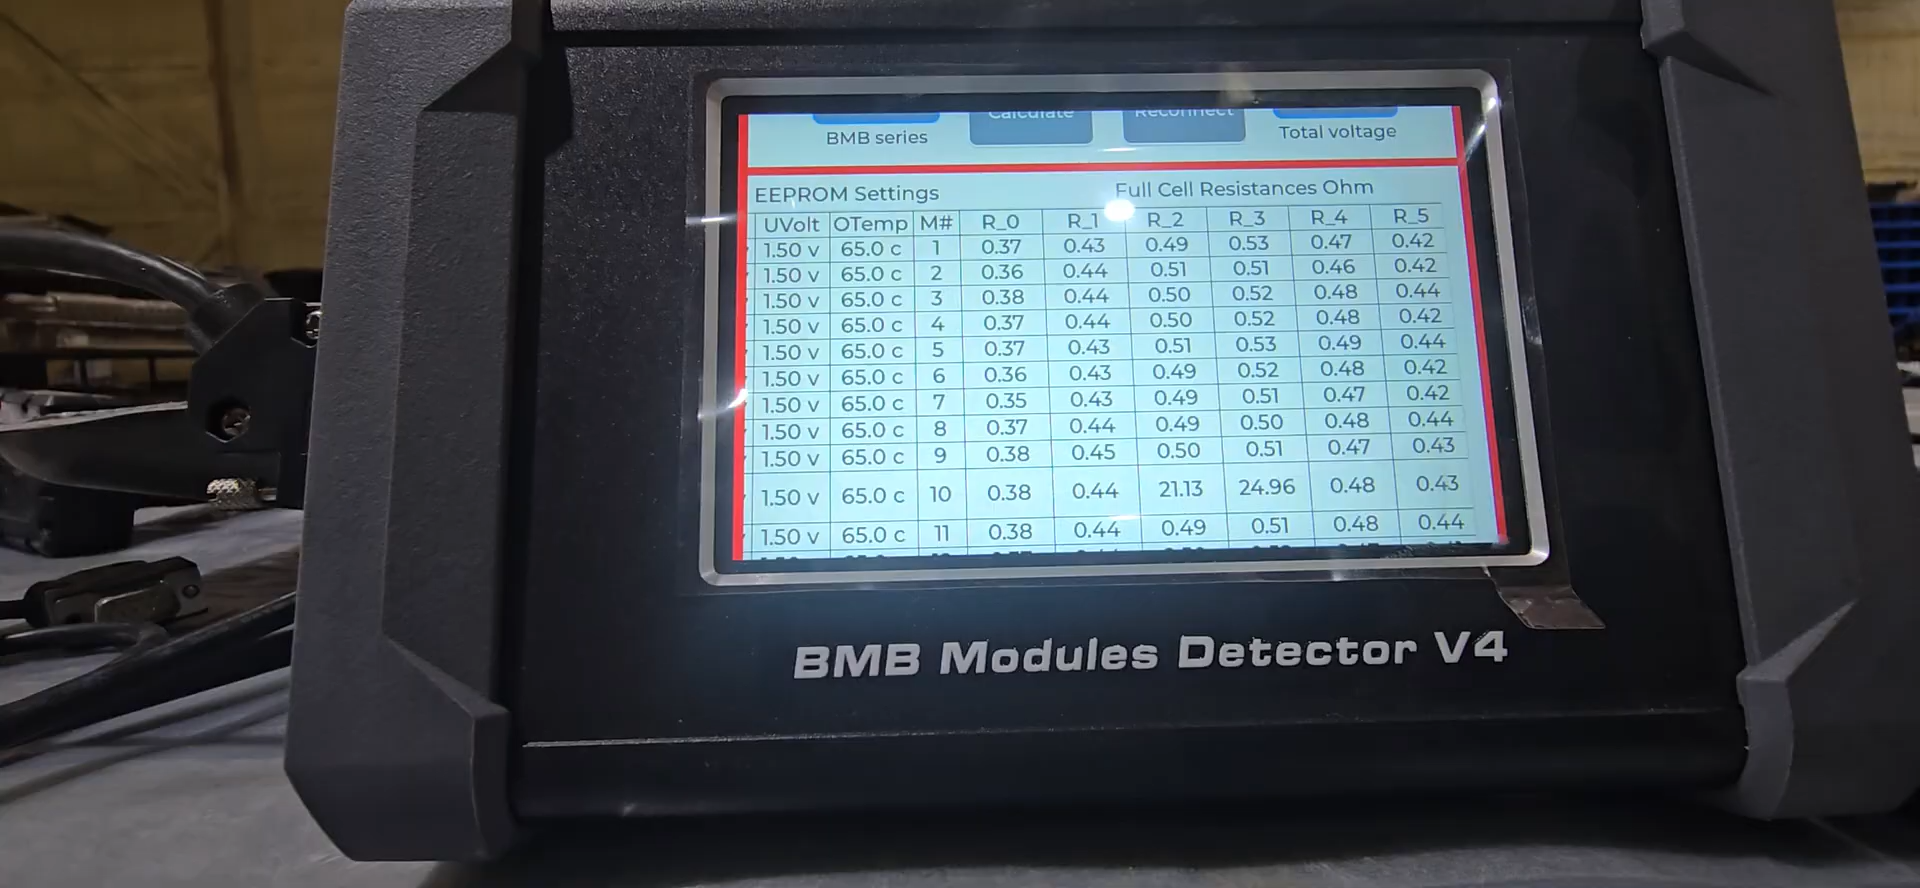 Calculate
Reconnect
BMB series
Total voltage
EEPROM Settings
Full Cell Resistances Ohm
UVolt OTemp M# R_0 R_1 R_2 R_3 R_4 R_5
1.50 v 65.0 c 1 0.37 0.43 0.49 0.53 0.47 0.42
1.50 v 65.0 c 2 0.36 0.44 0.51 0.51 0.46 0.42
1.50 v 65.0 c 3 0.38 0.44 0.50 0.52 0.48 0.44
1.50 v 65.0 c 4 0.37 0.44 0.50 0.52 0.48 0.42
1.50 v 65.0 c 5 0.37 0.43 0.51 0.53 0.49 0.44
1.50 v 65.0 c 6 0.36 0.43 0.49 0.52 0.48 0.42
1.50 v 65.0 c 7 0.35 0.43 0.49 0.51 0.47 0.42
1.50 v 65.0 c 8 0.37 0.44 0.49 0.50 0.48 0.44
1.50 v 65.0 c 9 0.38 0.45 0.50 0.51 0.47 0.43
1.50 v 65.0 c 10 0.38 0.44 21.13 24.96 0.48 0.43
1.50 v 65.0 c 11 0.38 0.44 0.49 0.51 0.48 0.44
BMB Modules Detector V4